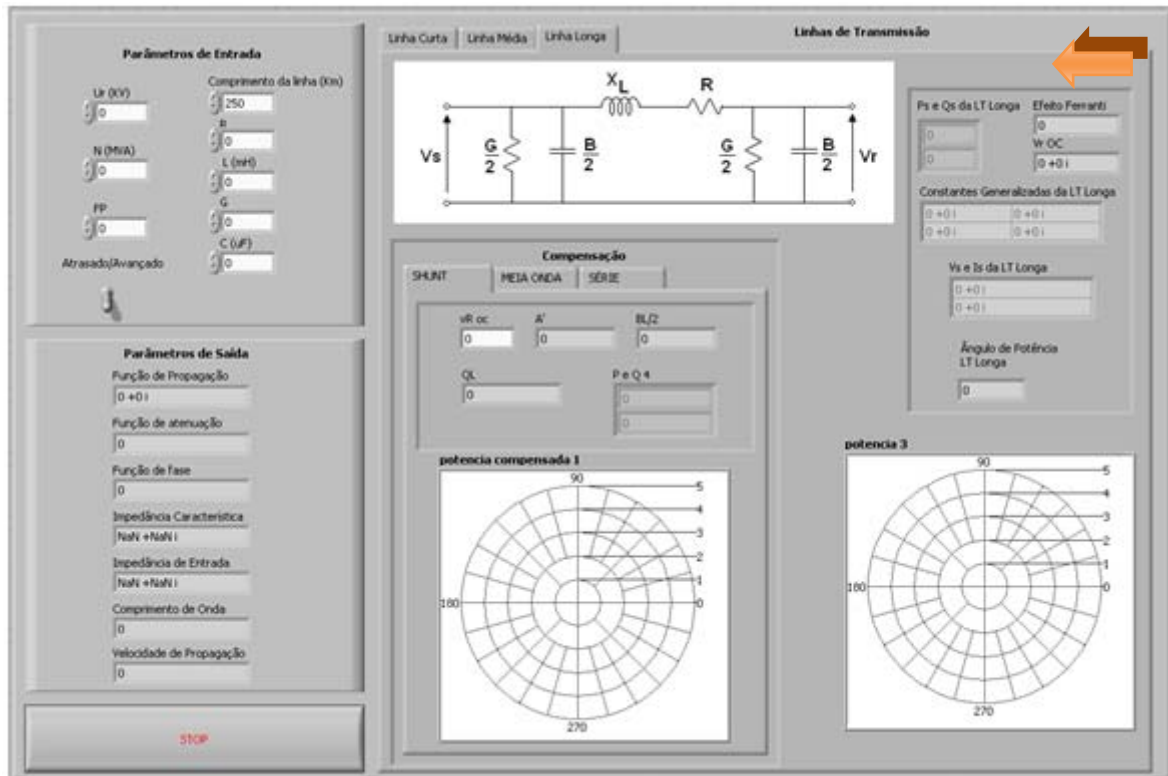 Parâmetros de Entrada
Ur (KV)
0
N (MVA)
0
FP
0
Atrasado/Avançado
Comprimento da linha (Km)
250
R
0
L (mH)
0
G
0
C (uF)
0
Parâmetros de Saída
Função de Propagação
0 +0 i
Função de atenuação
0
Função de fase
0
Impedância Característica
NaN +NaN i
Impedância de Entrada
NaN +NaN i
Comprimento de Onda
0
Velocidade de Propagação
0
STOP
Linha Curta
Linha Média
Linha Longa
Linhas de Transmissão
XL
R
Vs
G/2
B/2
G/2
B/2
Vr
Compensação
SHUNT
MEIA ONDA
SÉRIE
vR oc
0
A'
0
BL/2
0
QL
0
P e Q 4
0
0
potencia compensada 1
90
5
4
3
2
1
180
0
270
Ps e Qs da LT Longa
0
0
Efeito Ferranti
0
Vr OC
0 +0 i
Constantes Generalizadas da LT Longa
0 +0 i 0 +0 i
0 +0 i 0 +0 i
Vs e Is da LT Longa
0 +0 i
0 +0 i
Ângulo de Potência
LT Longa
0
potencia 3
90
5
4
3
2
1
180
0
270